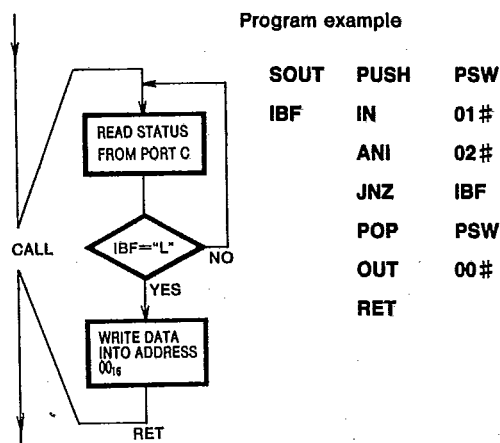 Program example
SOUT PUSH PSW
IBF IN 01#
ANI 02#
JNZ IBF
POP PSW
OUT 00#
RET
READ STATUS
FROM PORT C
IBF="L"
NO
CALL
YES
WRITE DATA
INTO ADDRESS
00₁₆
RET